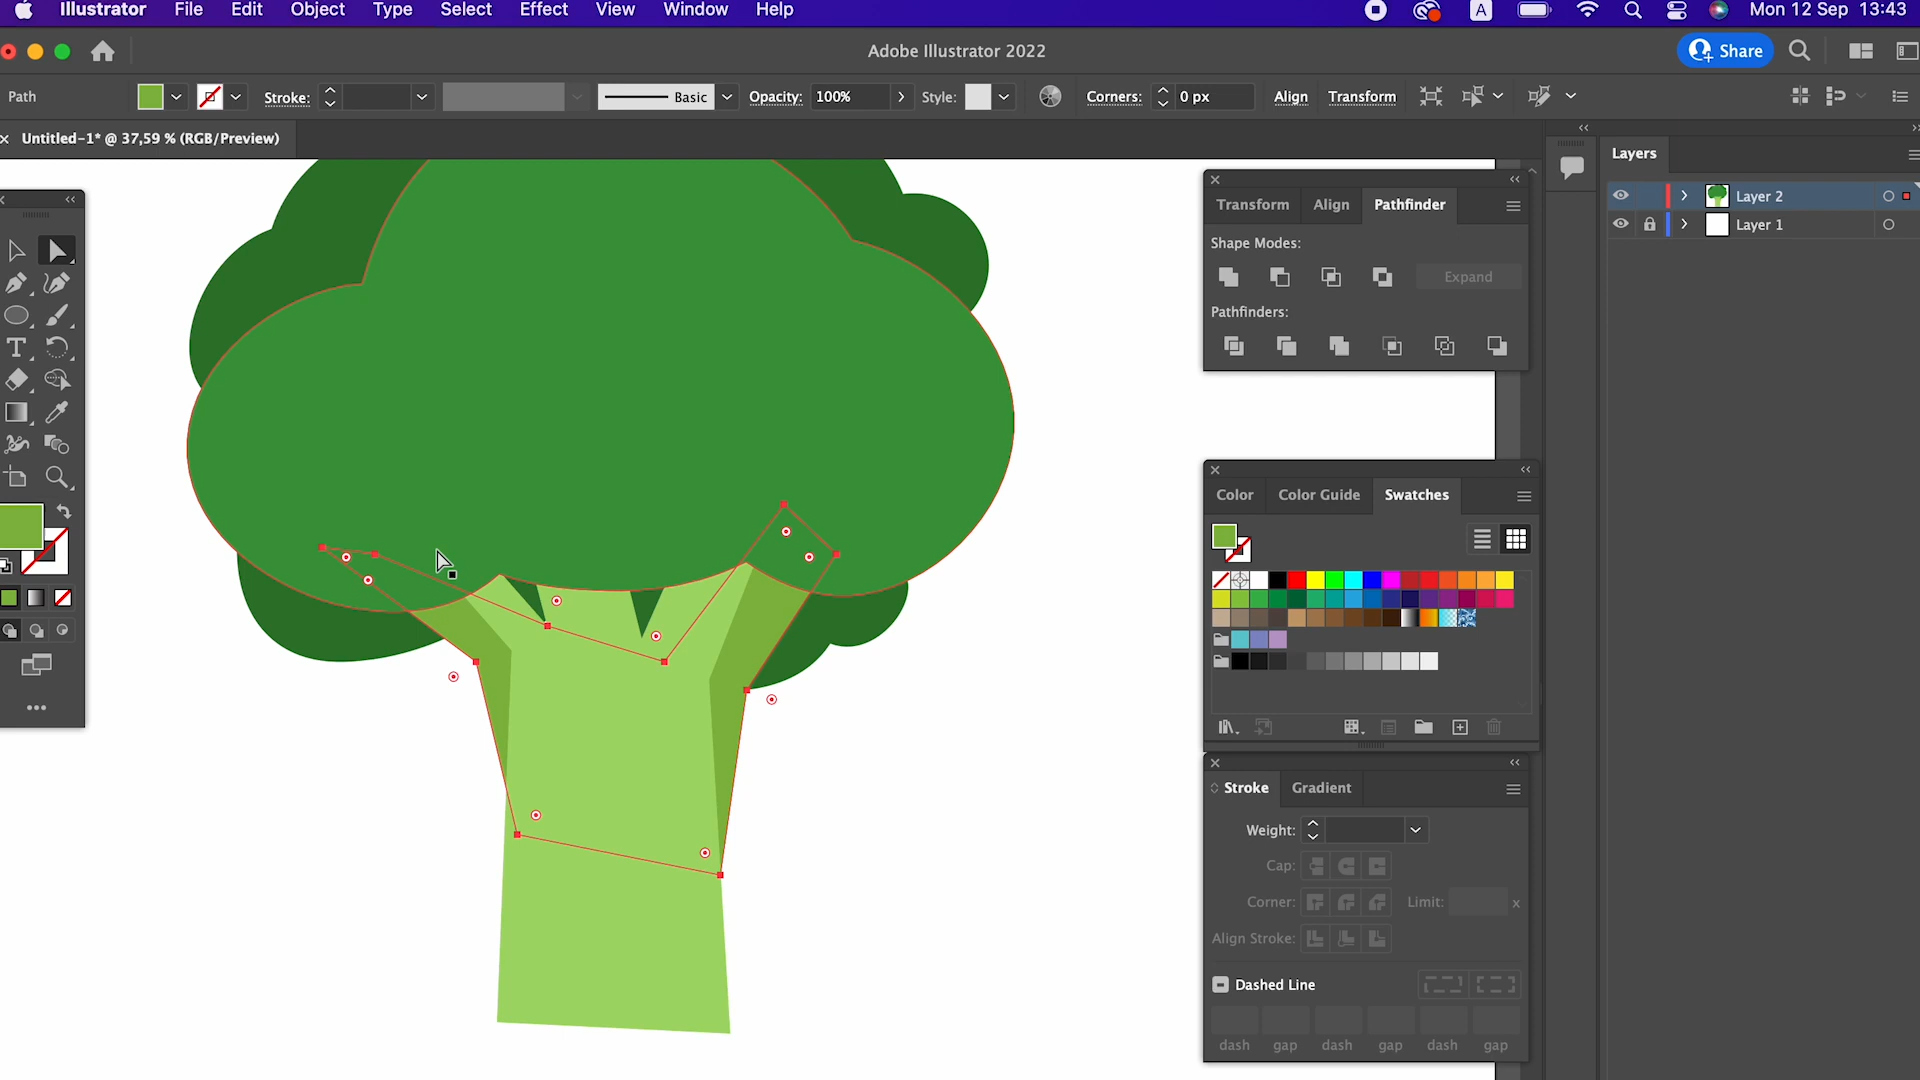 Illustrator File Edit Object Type Select Effect View Window Help A Mon 12 Sep 13:43
Adobe Illustrator 2022 Share
Path Stroke: Basic Opacity: 100% Style: Corners: 0 px Align Transform
× Untitled-1* @ 37,59 % (RGB/Preview)
Layers
Layer 2
Layer 1
Transform Align Pathfinder
Shape Modes:
Expand
Pathfinders:
Color Color Guide Swatches
Stroke Gradient
Weight:
Cap:
Corner: Limit: x
Align Stroke:
Dashed Line
dash gap dash gap dash gap